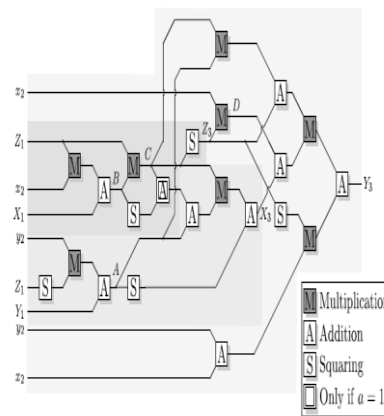 M
x₂
D
M
A
Z₁
S
Z₃
M
M
C
M
x₂
B
A
A
M
A
X₁
S
A
X₃
S
A
Y₃
y₂
M
M
A
Z₁
S
A
S
Y₁
y₂
A
x₂
M Multiplication
A Addition
S Squaring
Only if a = 1